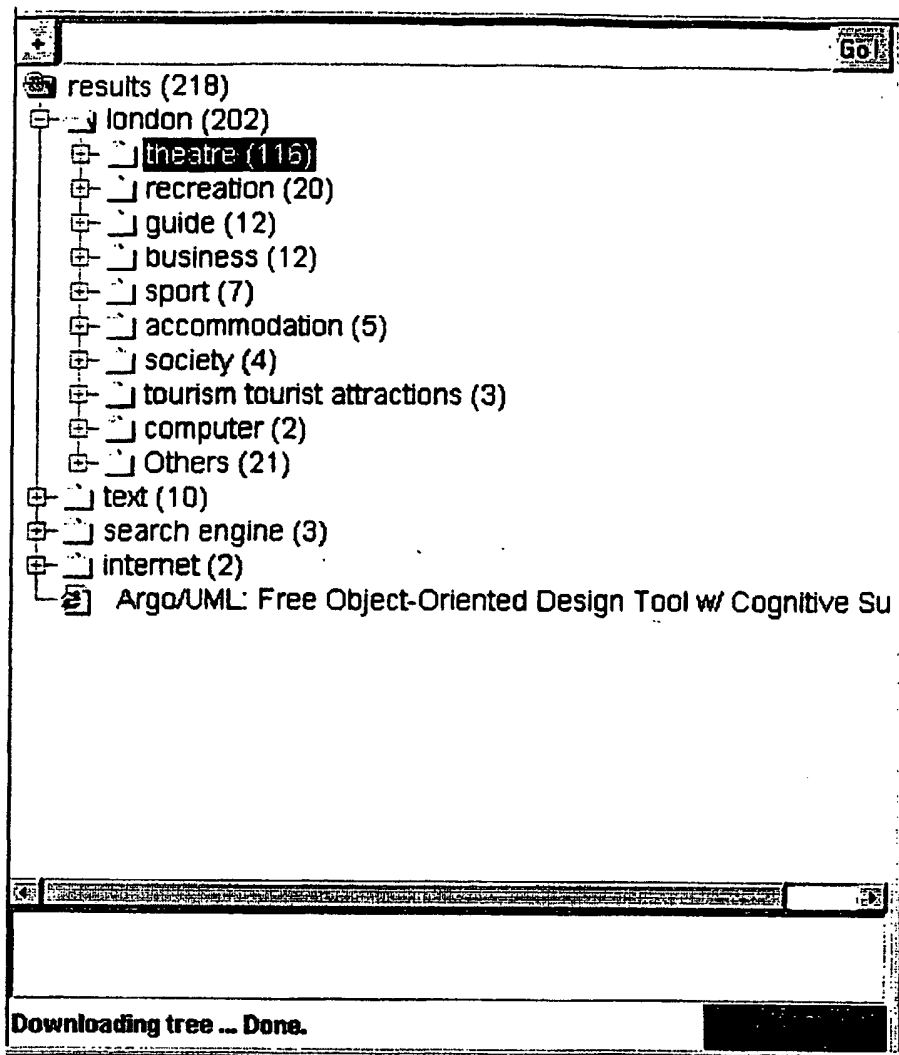 + Go!
results (218)
london (202)
theatre (116)
recreation (20)
guide (12)
business (12)
sport (7)
accommodation (5)
society (4)
tourism tourist attractions (3)
computer (2)
Others (21)
text (10)
search engine (3)
internet (2)
Argo/UML: Free Object-Oriented Design Tool w/ Cognitive Su
Downloading tree ... Done.